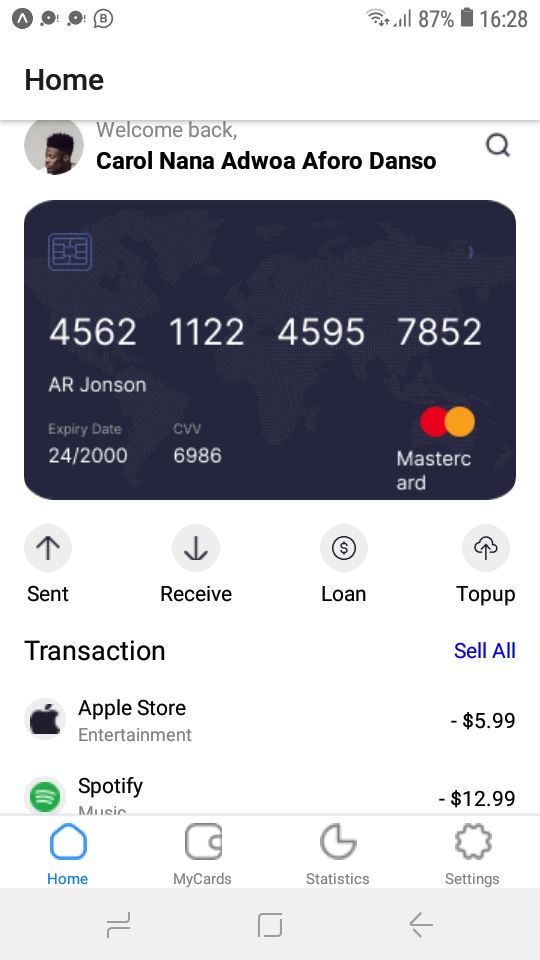 87% 16:28
Home
Welcome back,
Carol Nana Adwoa Aforo Danso
4562 1122 4595 7852
AR Jonson
Expiry Date CVV
24/2000 6986
Masterc
ard
Sent Receive Loan Topup
Transaction Sell All
Apple Store
Entertainment
- $5.99
Spotify
Music
- $12.99
Home MyCards Statistics Settings